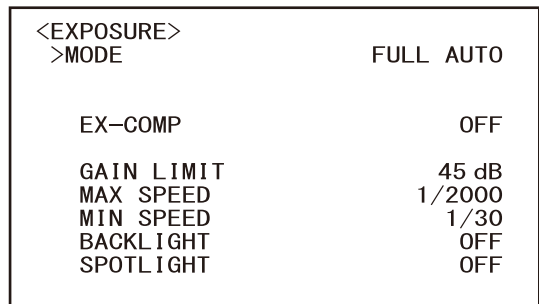 <EXPOSURE>
>MODE FULL AUTO
EX-COMP OFF
GAIN LIMIT 45 dB
MAX SPEED 1/2000
MIN SPEED 1/30
BACKLIGHT OFF
SPOTLIGHT OFF